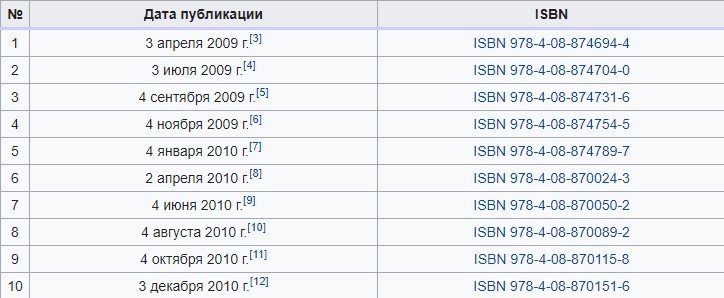 № Дата публикации ISBN
1 3 апреля 2009 г.[3] ISBN 978-4-08-874694-4
2 3 июля 2009 г.[4] ISBN 978-4-08-874704-0
3 4 сентября 2009 г.[5] ISBN 978-4-08-874731-6
4 4 ноября 2009 г.[6] ISBN 978-4-08-874754-5
5 4 января 2010 г.[7] ISBN 978-4-08-874789-7
6 2 апреля 2010 г.[8] ISBN 978-4-08-870024-3
7 4 июня 2010 г.[9] ISBN 978-4-08-870050-2
8 4 августа 2010 г.[10] ISBN 978-4-08-870089-2
9 4 октября 2010 г.[11] ISBN 978-4-08-870115-8
10 3 декабря 2010 г.[12] ISBN 978-4-08-870151-6